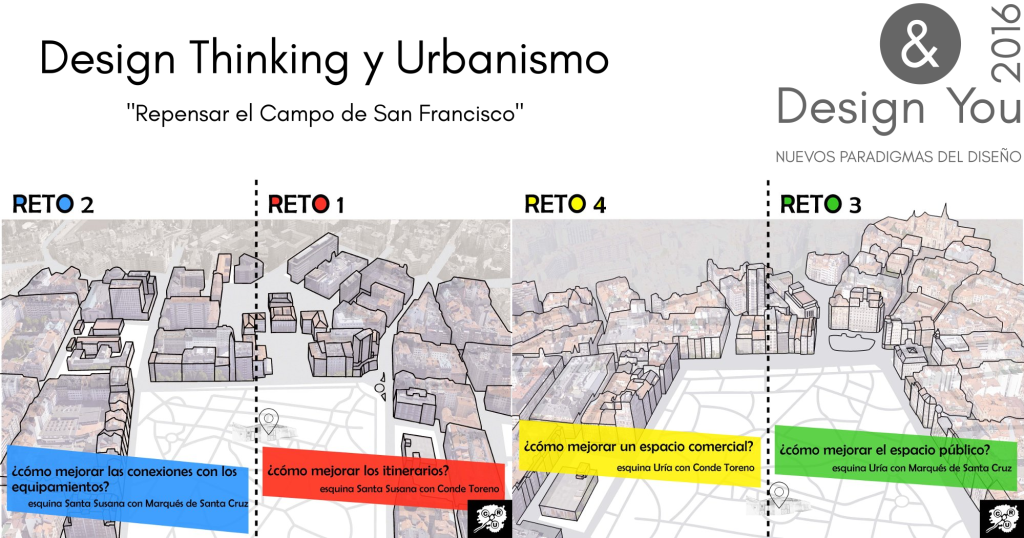 Design Thinking y Urbanismo
"Repensar el Campo de San Francisco"
&
2016
Design You
NUEVOS PARADIGMAS DEL DISEÑO
RETO 2
RETO 1
RETO 4
RETO 3
¿cómo mejorar las conexiones con los
equipamientos?
esquina Santa Susana con Marqués de Santa Cruz
¿cómo mejorar los itinerarios?
esquina Santa Susana con Conde Toreno
¿cómo mejorar un espacio comercial?
esquina Uría con Conde Toreno
¿cómo mejorar el espacio público?
esquina Uría con Marqués de Santa Cruz